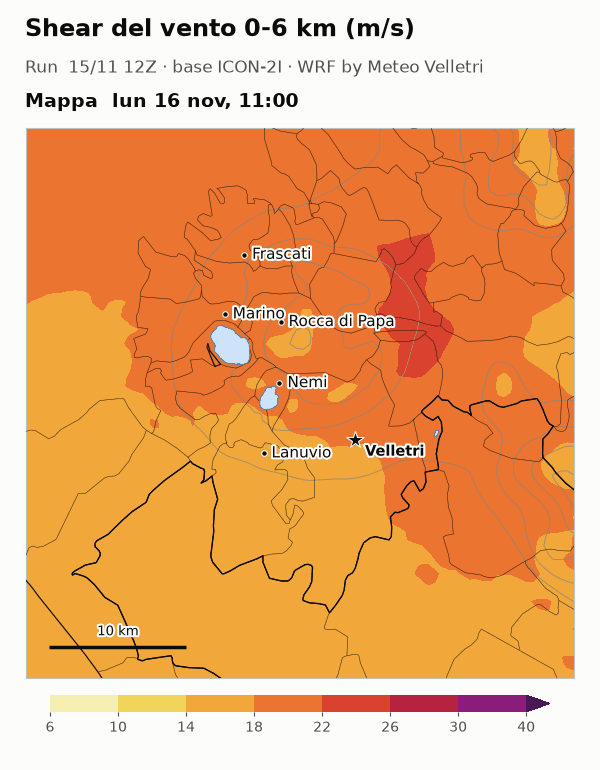 Shear del vento 0-6 km (m/s)
Run  15/11 12Z · base ICON-2I · WRF by Meteo Velletri
Mappa  lun 16 nov, 11:00
Frascati
Marino
Rocca di Papa
Nemi
Velletri
Lanuvio
10 km
6 10 14 18 22 26 30 40